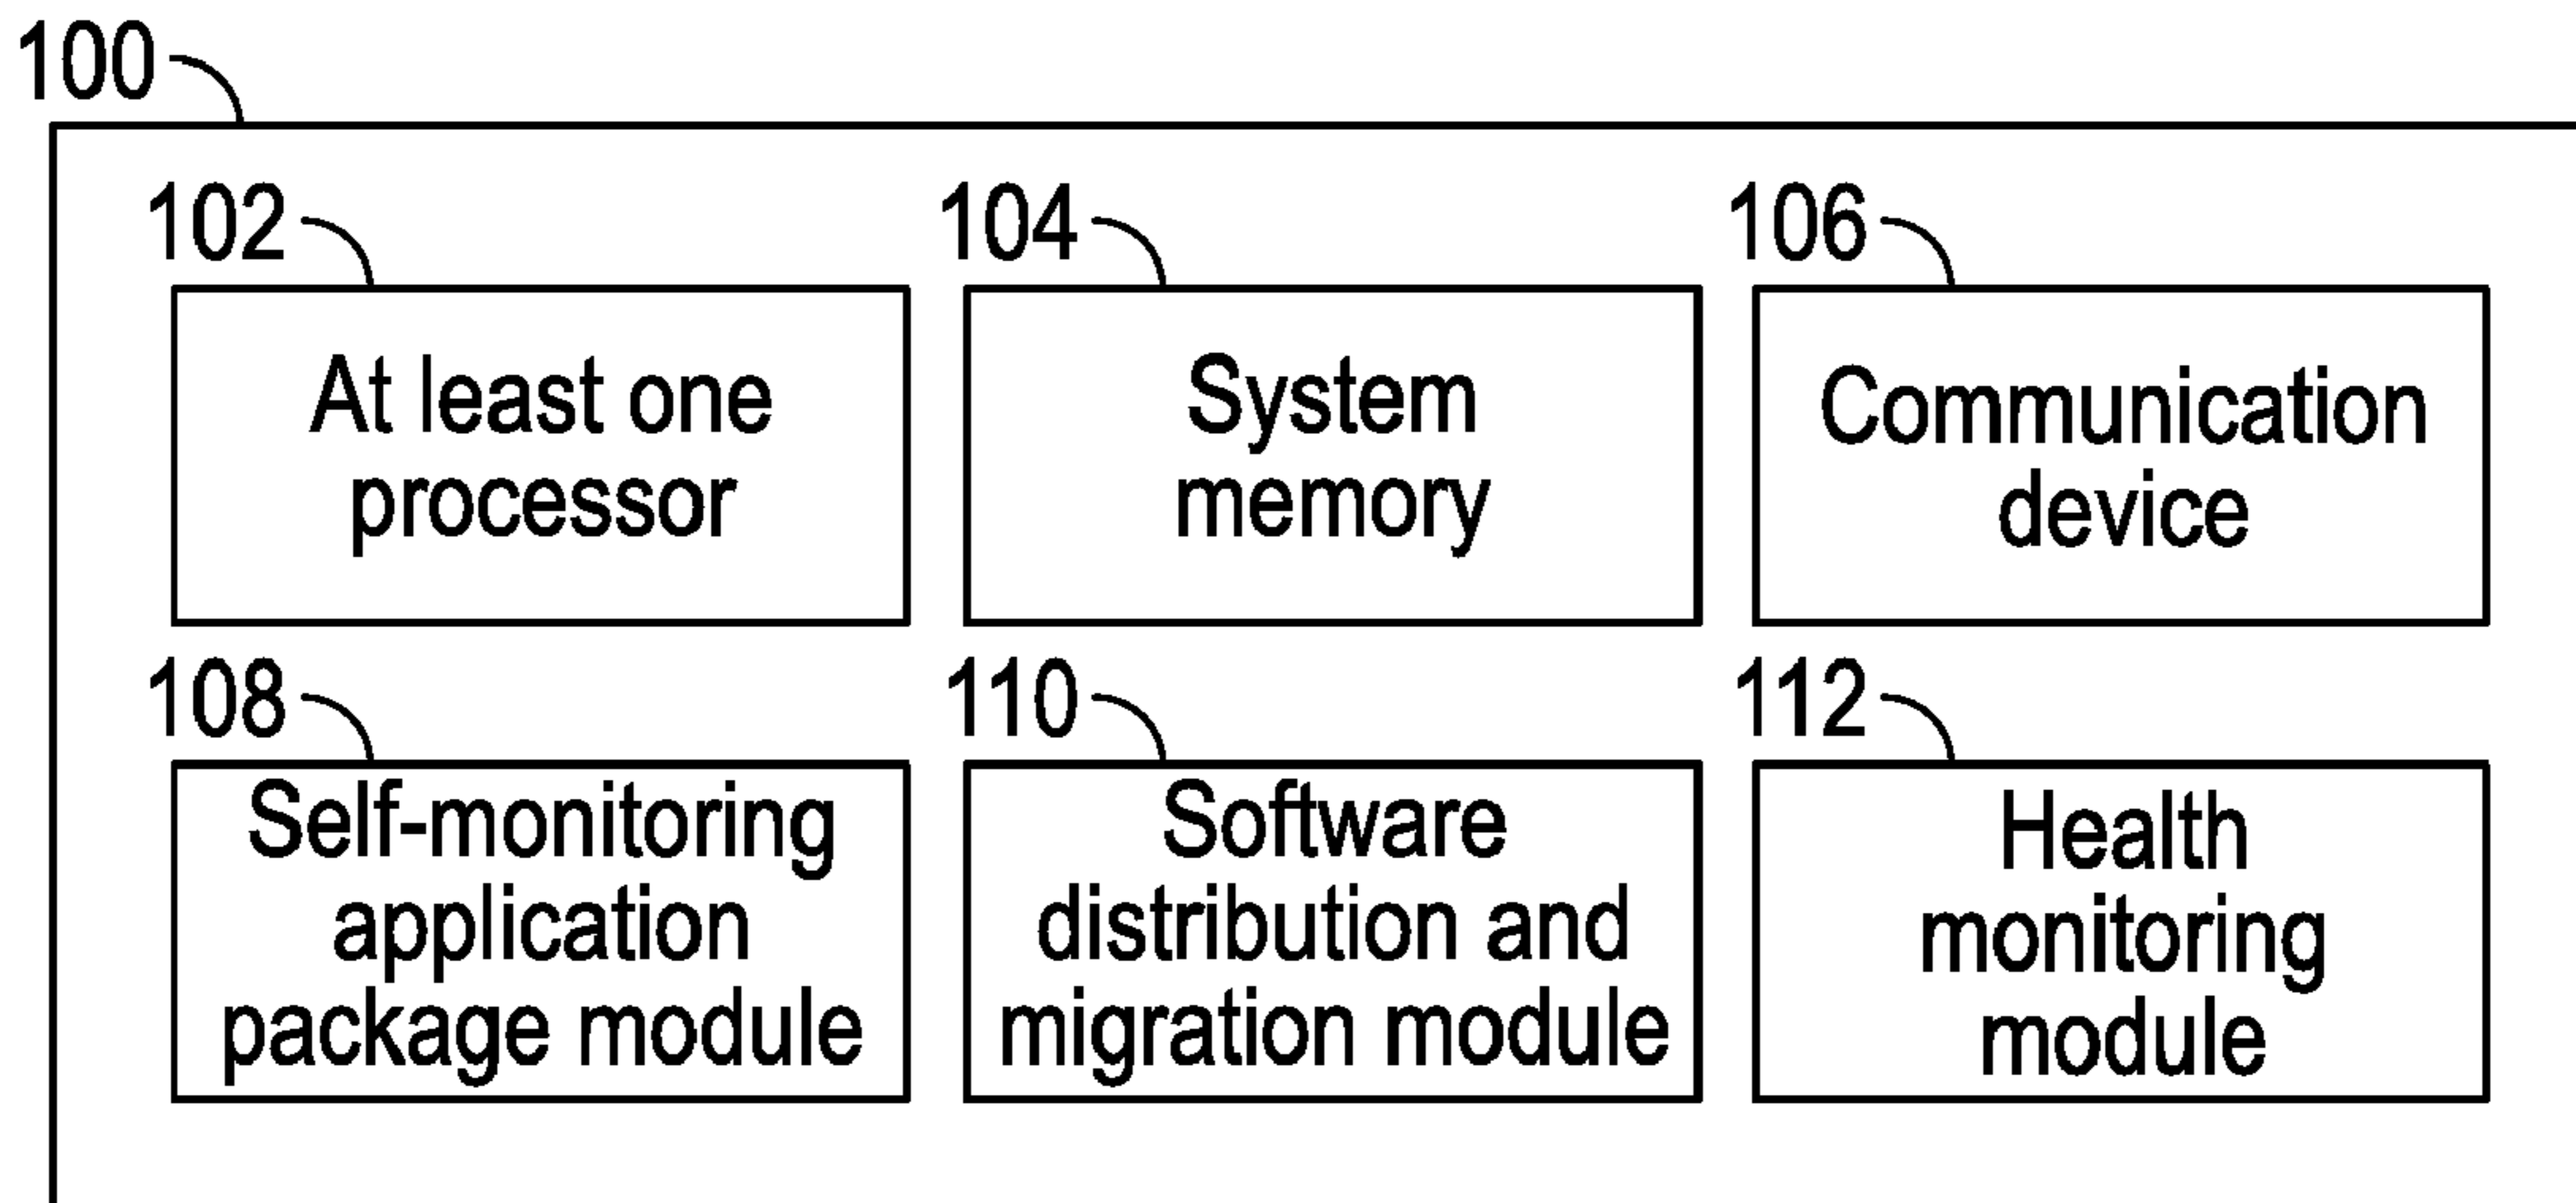 100
102
At least one
processor
104
System
memory
106
Communication
device
108
Self-monitoring
application
package module
110
Software
distribution and
migration module
112
Health
monitoring
module